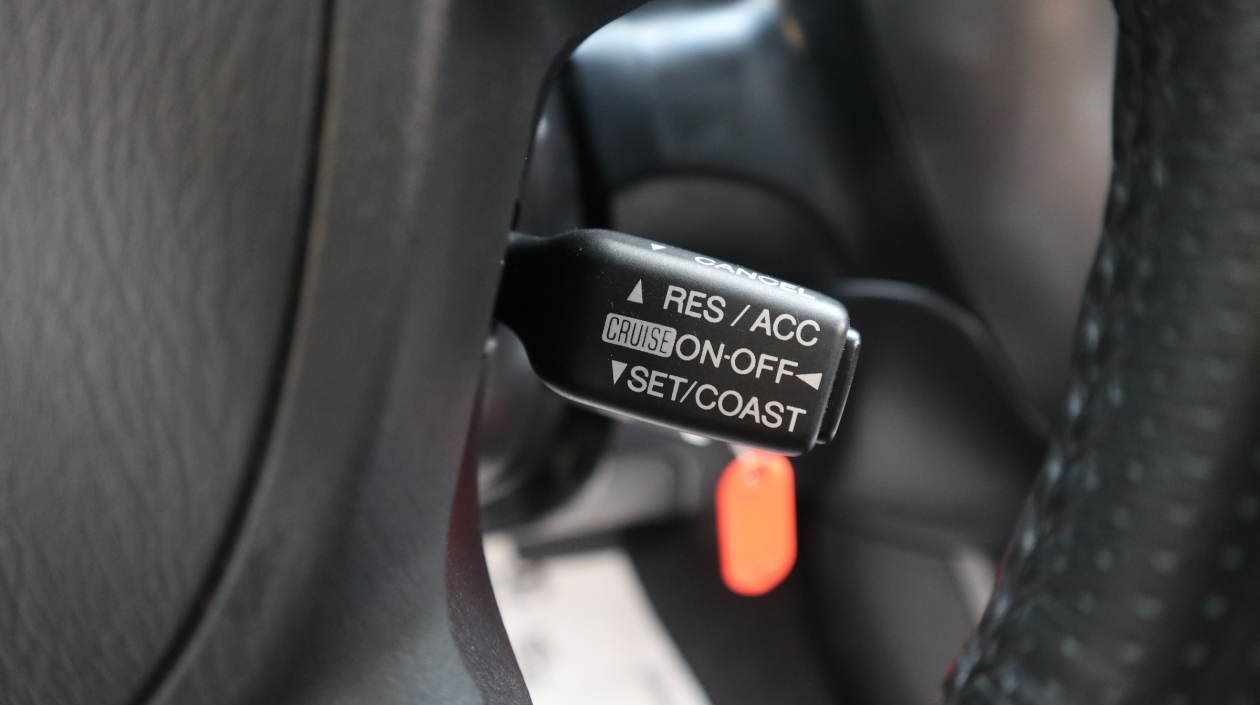 CANCEL
RES / ACC
CRUISE ON·OFF
SET/COAST